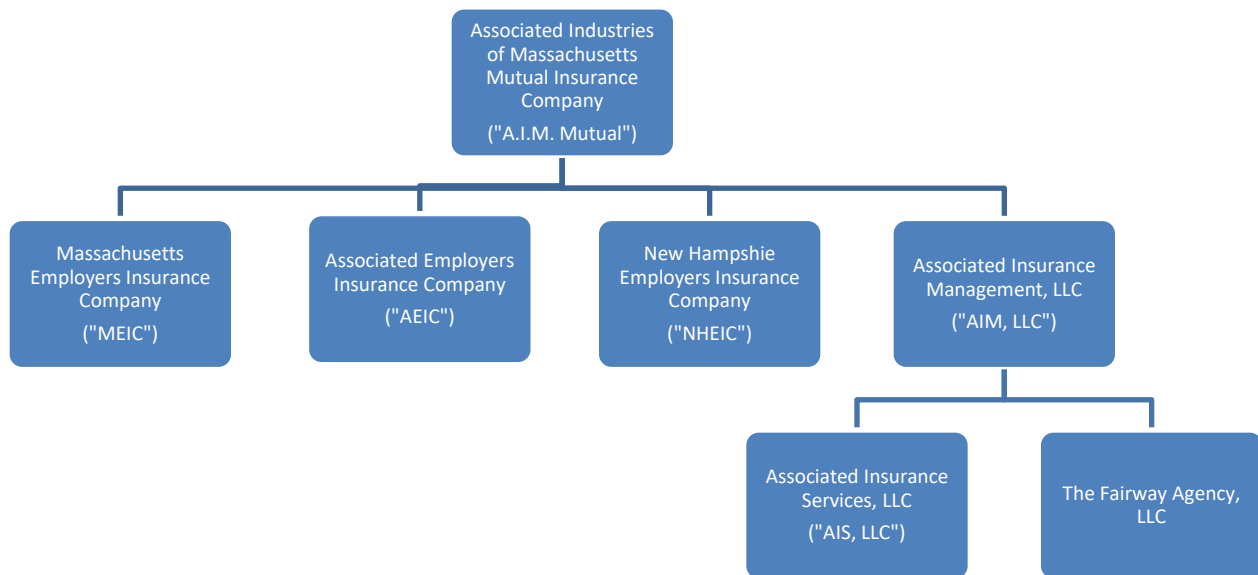 Associated Industries
of Massachusetts
Mutual Insurance
Company
("A.I.M. Mutual")
Massachusetts
Employers Insurance
Company
("MEIC")
Associated Employers
Insurance Company
("AEIC")
New Hampshie
Employers Insurance
Company
("NHEIC")
Associated Insurance
Management, LLC
("AIM, LLC")
Associated Insurance
Services, LLC
("AIS, LLC")
The Fairway Agency,
LLC